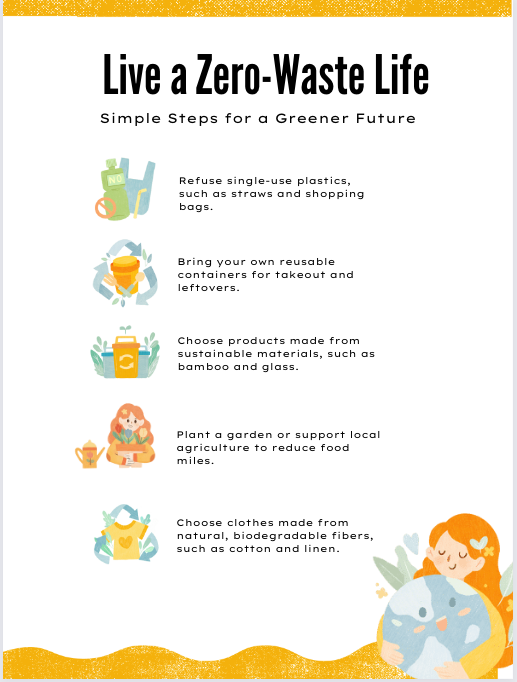 Live a Zero-Waste Life
Simple Steps for a Greener Future
NO
Refuse single-use plastics,
such as straws and shopping
bags.
Bring your own reusable
containers for takeout and
leftovers.
Choose products made from
sustainable materials, such as
bamboo and glass.
Plant a garden or support local
agriculture to reduce food
miles.
Choose clothes made from
natural, biodegradable fibers,
such as cotton and linen.